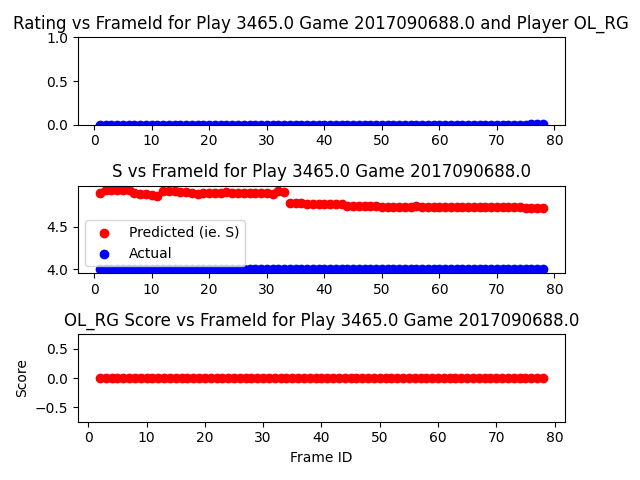 Rating vs FrameId for Play 3465.0 Game 2017090688.0 and Player OL_RG
1.0
0.5
0.0
0 10 20 30 40 50 60 70 80
S vs FrameId for Play 3465.0 Game 2017090688.0
4.5
4.0
Predicted (ie. S)
Actual
0 10 20 30 40 50 60 70 80
OL_RG Score vs FrameId for Play 3465.0 Game 2017090688.0
Score
0.5
0.0
−0.5
0 10 20 30 40 50 60 70 80
Frame ID